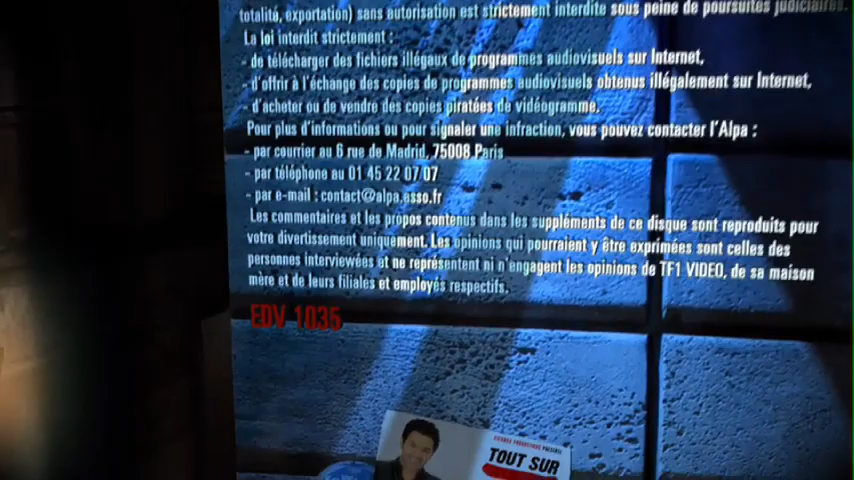 totalité, exportation) sans autorisation est strictement interdite sous peine de poursuites judiciaires.
La loi interdit strictement :
- de télécharger des fichiers illégaux de programmes audiovisuels sur Internet,
- d'offrir à l'échange des copies de programmes audiovisuels obtenus illégalement sur Internet,
- d'acheter ou de vendre des copies piratées de vidéogramme.
Pour plus d'informations ou pour signaler une infraction, vous pouvez contacter l'Alpa :
- par courrier au 6 rue de Madrid, 75008 Paris
- par téléphone au 01 45 22 07 07
- par e-mail : contact@alpa.asso.fr
Les commentaires et les propos contenus dans les suppléments de ce disque sont reproduits pour
votre divertissement uniquement. Les opinions qui pourraient y être exprimées sont celles des
personnes interviewées et ne représentent ni n'engagent les opinions de TF1 VIDEO, de sa maison
mère et de leurs filiales et employés respectifs.
EDV 1035
TOUT SUR